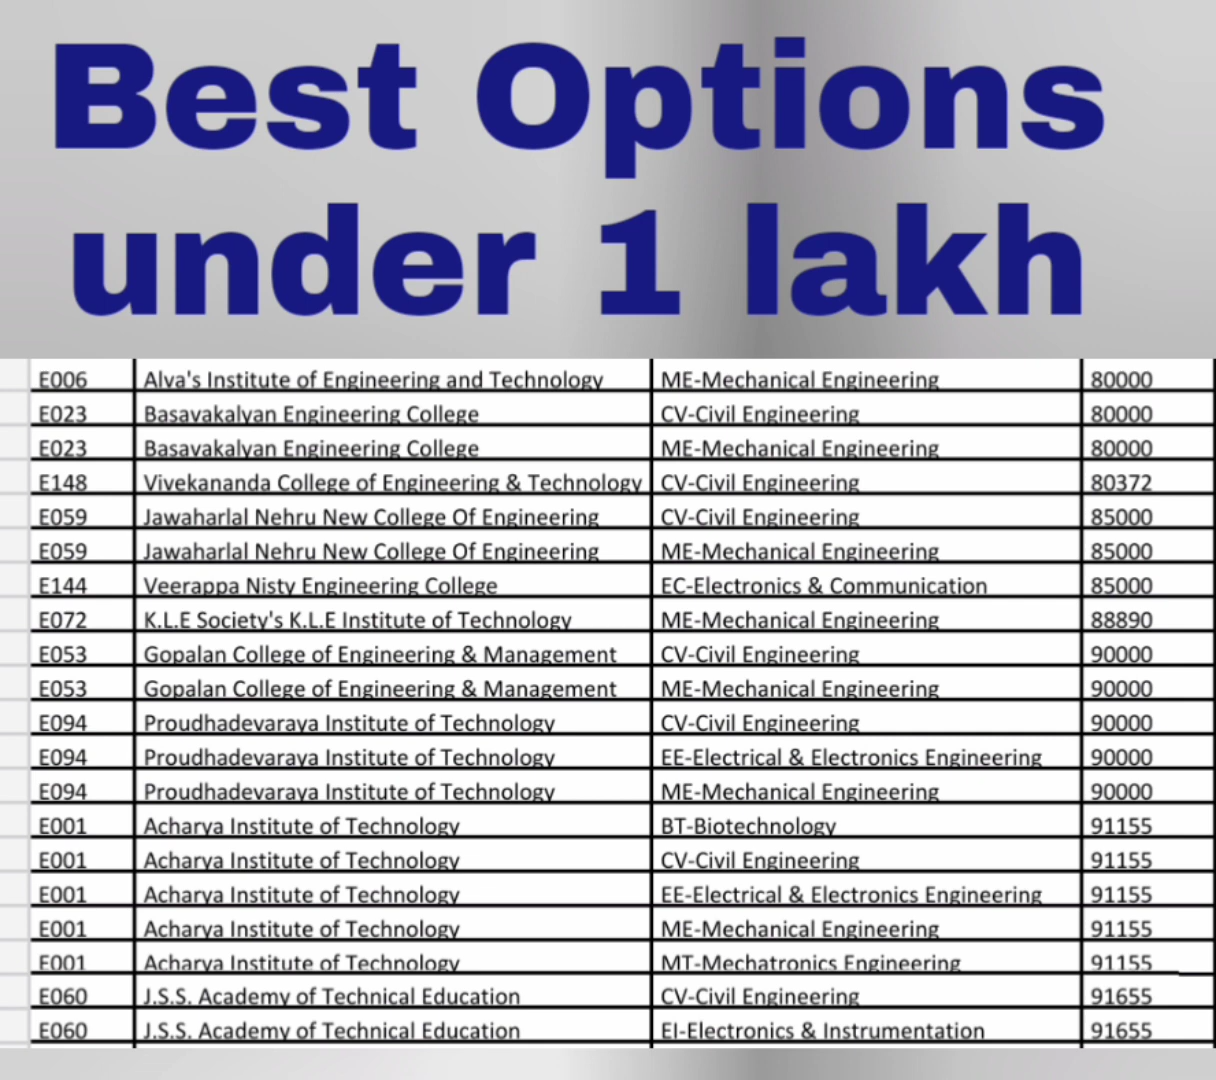 Best Options
under 1 lakh
E006 Alva's Institute of Engineering and Technology ME-Mechanical Engineering 80000
E023 Basavakalyan Engineering College CV-Civil Engineering 80000
E023 Basavakalyan Engineering College ME-Mechanical Engineering 80000
E148 Vivekananda College of Engineering & Technology CV-Civil Engineering 80372
E059 Jawaharlal Nehru New College Of Engineering CV-Civil Engineering 85000
E059 Jawaharlal Nehru New College Of Engineering ME-Mechanical Engineering 85000
E144 Veerappa Nisty Engineering College EC-Electronics & Communication 85000
E072 K.L.E Society's K.L.E Institute of Technology ME-Mechanical Engineering 88890
E053 Gopalan College of Engineering & Management CV-Civil Engineering 90000
E053 Gopalan College of Engineering & Management ME-Mechanical Engineering 90000
E094 Proudhadevaraya Institute of Technology CV-Civil Engineering 90000
E094 Proudhadevaraya Institute of Technology EE-Electrical & Electronics Engineering 90000
E094 Proudhadevaraya Institute of Technology ME-Mechanical Engineering 90000
E001 Acharya Institute of Technology BT-Biotechnology 91155
E001 Acharya Institute of Technology CV-Civil Engineering 91155
E001 Acharya Institute of Technology EE-Electrical & Electronics Engineering 91155
E001 Acharya Institute of Technology ME-Mechanical Engineering 91155
E001 Acharya Institute of Technology MT-Mechatronics Engineering 91155
E060 J.S.S. Academy of Technical Education CV-Civil Engineering 91655
E060 J.S.S. Academy of Technical Education EI-Electronics & Instrumentation 91655